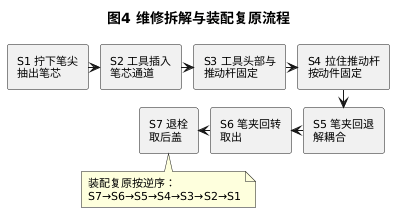 图4 维修拆解与装配复原流程
S1 拧下笔尖
抽出笔芯
S2 工具插入
笔芯通道
S3 工具头部与
推动杆固定
S4 拉住推动杆
按动件固定
S5 笔夹回退
解耦合
S6 笔夹回转
取出
S7 退栓
取后盖
装配复原按逆序：
S7→S6→S5→S4→S3→S2→S1